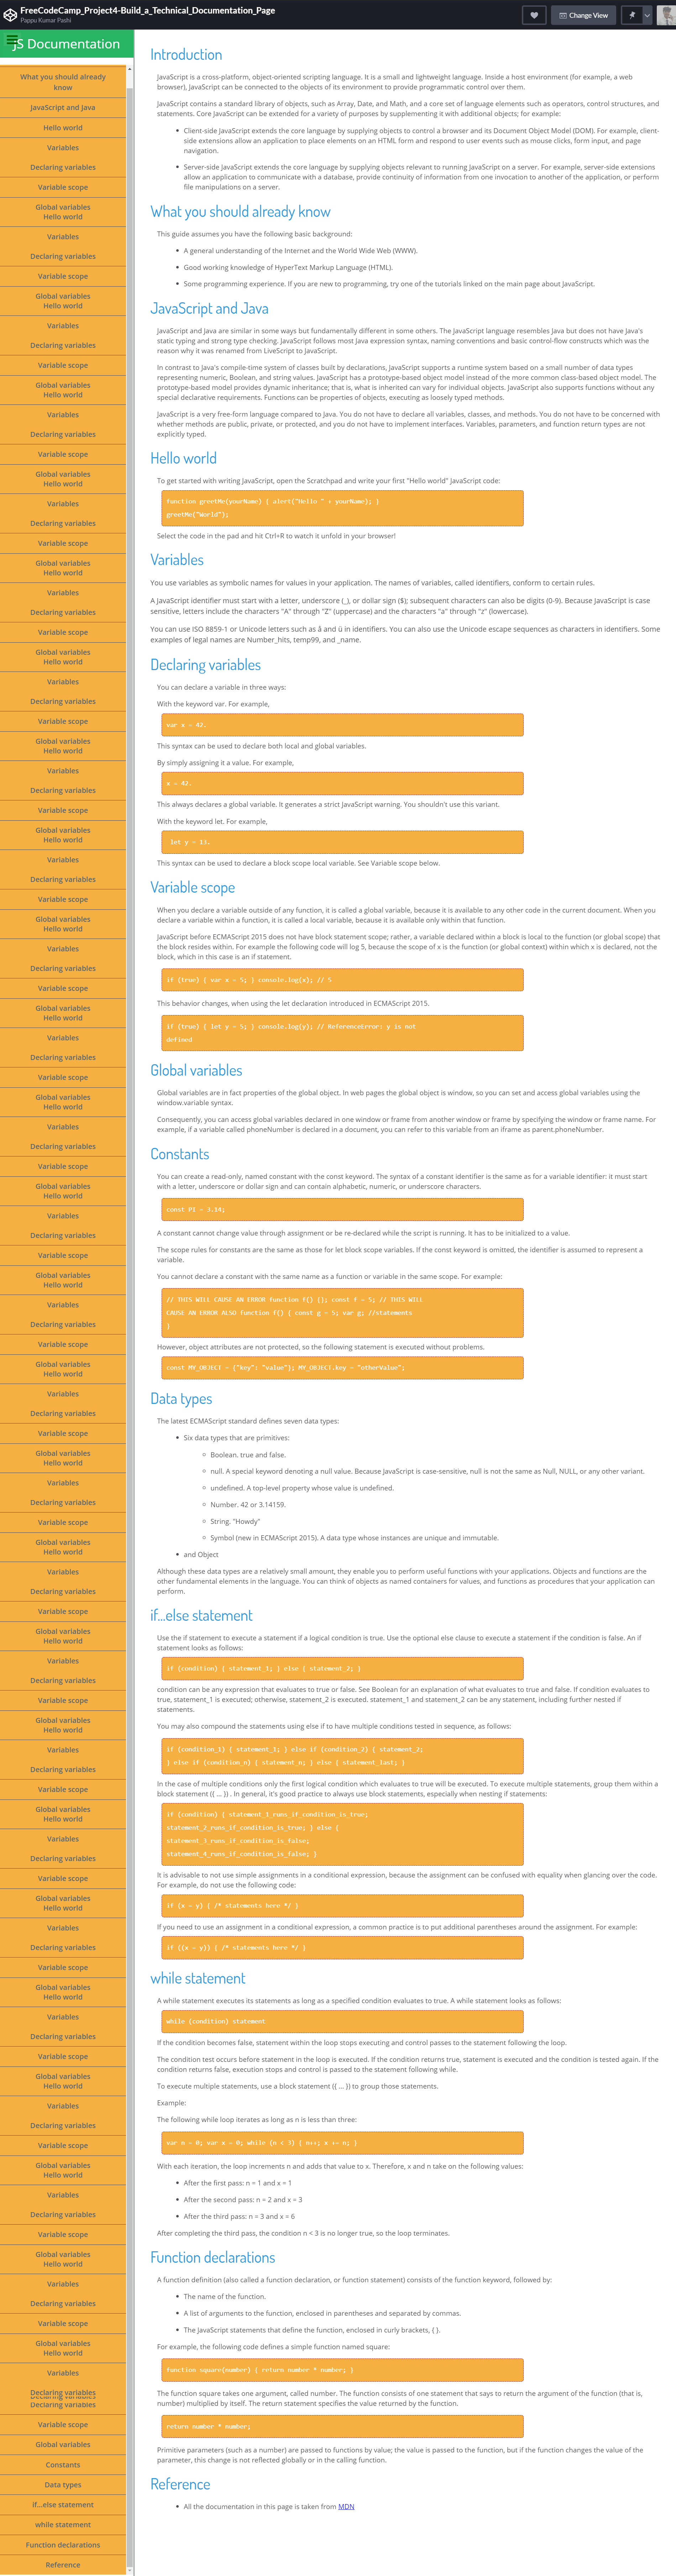 FreeCodeCamp_Project4-Build_a_Technical_Documentation_Page
Pappu Kumar Pashi
Change View
JS Documentation
What you should already
know
JavaScript and Java
Hello world
Variables
Declaring variables
Variable scope
Global variables
Hello world
Variables
Declaring variables
Variable scope
Global variables
Hello world
Variables
Declaring variables
Variable scope
Global variables
Hello world
Variables
Declaring variables
Variable scope
Global variables
Hello world
Variables
Declaring variables
Variable scope
Global variables
Hello world
Variables
Declaring variables
Variable scope
Global variables
Hello world
Variables
Declaring variables
Variable scope
Global variables
Hello world
Variables
Declaring variables
Variable scope
Global variables
Hello world
Variables
Declaring variables
Variable scope
Global variables
Hello world
Variables
Declaring variables
Variable scope
Global variables
Hello world
Variables
Declaring variables
Variable scope
Global variables
Hello world
Variables
Declaring variables
Variable scope
Global variables
Hello world
Variables
Declaring variables
Variable scope
Global variables
Hello world
Variables
Declaring variables
Variable scope
Global variables
Hello world
Variables
Declaring variables
Variable scope
Global variables
Hello world
Variables
Declaring variables
Variable scope
Global variables
Hello world
Variables
Declaring variables
Variable scope
Global variables
Hello world
Variables
Declaring variables
Variable scope
Global variables
Hello world
Variables
Declaring variables
Variable scope
Global variables
Hello world
Variables
Declaring variables
Variable scope
Global variables
Hello world
Variables
Declaring variables
Variable scope
Global variables
Hello world
Variables
Declaring variables
Variable scope
Global variables
Hello world
Variables
Declaring variables
Variable scope
Global variables
Hello world
Variables
Declaring variables
Variable scope
Global variables
Hello world
Variables
Declaring variables
Variable scope
Global variables
Hello world
Variables
Declaring variables
Declaring variables
Variable scope
Global variables
Constants
Data types
if...else statement
while statement
Function declarations
Reference
Introduction
JavaScript is a cross-platform, object-oriented scripting language. It is a small and lightweight language. Inside a host environment (for example, a web
browser), JavaScript can be connected to the objects of its environment to provide programmatic control over them.
JavaScript contains a standard library of objects, such as Array, Date, and Math, and a core set of language elements such as operators, control structures, and
statements. Core JavaScript can be extended for a variety of purposes by supplementing it with additional objects; for example:
Client-side JavaScript extends the core language by supplying objects to control a browser and its Document Object Model (DOM). For example, client-
side extensions allow an application to place elements on an HTML form and respond to user events such as mouse clicks, form input, and page
navigation.
Server-side JavaScript extends the core language by supplying objects relevant to running JavaScript on a server. For example, server-side extensions
allow an application to communicate with a database, provide continuity of information from one invocation to another of the application, or perform
file manipulations on a server.
What you should already know
This guide assumes you have the following basic background:
A general understanding of the Internet and the World Wide Web (WWW).
Good working knowledge of HyperText Markup Language (HTML).
Some programming experience. If you are new to programming, try one of the tutorials linked on the main page about JavaScript.
JavaScript and Java
JavaScript and Java are similar in some ways but fundamentally different in some others. The JavaScript language resembles Java but does not have Java's
static typing and strong type checking. JavaScript follows most Java expression syntax, naming conventions and basic control-flow constructs which was the
reason why it was renamed from LiveScript to JavaScript.
In contrast to Java's compile-time system of classes built by declarations, JavaScript supports a runtime system based on a small number of data types
representing numeric, Boolean, and string values. JavaScript has a prototype-based object model instead of the more common class-based object model. The
prototype-based model provides dynamic inheritance; that is, what is inherited can vary for individual objects. JavaScript also supports functions without any
special declarative requirements. Functions can be properties of objects, executing as loosely typed methods.
JavaScript is a very free-form language compared to Java. You do not have to declare all variables, classes, and methods. You do not have to be concerned with
whether methods are public, private, or protected, and you do not have to implement interfaces. Variables, parameters, and function return types are not
explicitly typed.
Hello world
To get started with writing JavaScript, open the Scratchpad and write your first "Hello world" JavaScript code:
function greetMe(yourName) { alert("Hello " + yourName); }
greetMe("World");
Select the code in the pad and hit Ctrl+R to watch it unfold in your browser!
Variables
You use variables as symbolic names for values in your application. The names of variables, called identifiers, conform to certain rules.
A JavaScript identifier must start with a letter, underscore (_), or dollar sign ($); subsequent characters can also be digits (0-9). Because JavaScript is case
sensitive, letters include the characters "A" through "Z" (uppercase) and the characters "a" through "z" (lowercase).
You can use ISO 8859-1 or Unicode letters such as å and ü in identifiers. You can also use the Unicode escape sequences as characters in identifiers. Some
examples of legal names are Number_hits, temp99, and _name.
Declaring variables
You can declare a variable in three ways:
With the keyword var. For example,
var x = 42.
This syntax can be used to declare both local and global variables.
By simply assigning it a value. For example,
x = 42.
This always declares a global variable. It generates a strict JavaScript warning. You shouldn't use this variant.
With the keyword let. For example,
let y = 13.
This syntax can be used to declare a block scope local variable. See Variable scope below.
Variable scope
When you declare a variable outside of any function, it is called a global variable, because it is available to any other code in the current document. When you
declare a variable within a function, it is called a local variable, because it is available only within that function.
JavaScript before ECMAScript 2015 does not have block statement scope; rather, a variable declared within a block is local to the function (or global scope) that
the block resides within. For example the following code will log 5, because the scope of x is the function (or global context) within which x is declared, not the
block, which in this case is an if statement.
if (true) { var x = 5; } console.log(x); // 5
This behavior changes, when using the let declaration introduced in ECMAScript 2015.
if (true) { let y = 5; } console.log(y); // ReferenceError: y is not
defined
Global variables
Global variables are in fact properties of the global object. In web pages the global object is window, so you can set and access global variables using the
window.variable syntax.
Consequently, you can access global variables declared in one window or frame from another window or frame by specifying the window or frame name. For
example, if a variable called phoneNumber is declared in a document, you can refer to this variable from an iframe as parent.phoneNumber.
Constants
You can create a read-only, named constant with the const keyword. The syntax of a constant identifier is the same as for a variable identifier: it must start
with a letter, underscore or dollar sign and can contain alphabetic, numeric, or underscore characters.
const PI = 3.14;
A constant cannot change value through assignment or be re-declared while the script is running. It has to be initialized to a value.
The scope rules for constants are the same as those for let block scope variables. If the const keyword is omitted, the identifier is assumed to represent a
variable.
You cannot declare a constant with the same name as a function or variable in the same scope. For example:
// THIS WILL CAUSE AN ERROR function f() {}; const f = 5; // THIS WILL
CAUSE AN ERROR ALSO function f() { const g = 5; var g; //statements
}
However, object attributes are not protected, so the following statement is executed without problems.
const MY_OBJECT = {"key": "value"}; MY_OBJECT.key = "otherValue";
Data types
The latest ECMAScript standard defines seven data types:
Six data types that are primitives:
Boolean. true and false.
null. A special keyword denoting a null value. Because JavaScript is case-sensitive, null is not the same as Null, NULL, or any other variant.
undefined. A top-level property whose value is undefined.
Number. 42 or 3.14159.
String. "Howdy"
Symbol (new in ECMAScript 2015). A data type whose instances are unique and immutable.
and Object
Although these data types are a relatively small amount, they enable you to perform useful functions with your applications. Objects and functions are the
other fundamental elements in the language. You can think of objects as named containers for values, and functions as procedures that your application can
perform.
if...else statement
Use the if statement to execute a statement if a logical condition is true. Use the optional else clause to execute a statement if the condition is false. An if
statement looks as follows:
if (condition) { statement_1; } else { statement_2; }
condition can be any expression that evaluates to true or false. See Boolean for an explanation of what evaluates to true and false. If condition evaluates to
true, statement_1 is executed; otherwise, statement_2 is executed. statement_1 and statement_2 can be any statement, including further nested if
statements.
You may also compound the statements using else if to have multiple conditions tested in sequence, as follows:
if (condition_1) { statement_1; } else if (condition_2) { statement_2;
} else if (condition_n) { statement_n; } else { statement_last; }
In the case of multiple conditions only the first logical condition which evaluates to true will be executed. To execute multiple statements, group them within a
block statement ({ ... }) . In general, it's good practice to always use block statements, especially when nesting if statements:
if (condition) { statement_1_runs_if_condition_is_true;
statement_2_runs_if_condition_is_true; } else {
statement_3_runs_if_condition_is_false;
statement_4_runs_if_condition_is_false; }
It is advisable to not use simple assignments in a conditional expression, because the assignment can be confused with equality when glancing over the code.
For example, do not use the following code:
if (x = y) { /* statements here */ }
If you need to use an assignment in a conditional expression, a common practice is to put additional parentheses around the assignment. For example:
if ((x = y)) { /* statements here */ }
while statement
A while statement executes its statements as long as a specified condition evaluates to true. A while statement looks as follows:
while (condition) statement
If the condition becomes false, statement within the loop stops executing and control passes to the statement following the loop.
The condition test occurs before statement in the loop is executed. If the condition returns true, statement is executed and the condition is tested again. If the
condition returns false, execution stops and control is passed to the statement following while.
To execute multiple statements, use a block statement ({ ... }) to group those statements.
Example:
The following while loop iterates as long as n is less than three:
var n = 0; var x = 0; while (n < 3) { n++; x += n; }
With each iteration, the loop increments n and adds that value to x. Therefore, x and n take on the following values:
After the first pass: n = 1 and x = 1
After the second pass: n = 2 and x = 3
After the third pass: n = 3 and x = 6
After completing the third pass, the condition n < 3 is no longer true, so the loop terminates.
Function declarations
A function definition (also called a function declaration, or function statement) consists of the function keyword, followed by:
The name of the function.
A list of arguments to the function, enclosed in parentheses and separated by commas.
The JavaScript statements that define the function, enclosed in curly brackets, { }.
For example, the following code defines a simple function named square:
function square(number) { return number * number; }
The function square takes one argument, called number. The function consists of one statement that says to return the argument of the function (that is,
number) multiplied by itself. The return statement specifies the value returned by the function.
return number * number;
Primitive parameters (such as a number) are passed to functions by value; the value is passed to the function, but if the function changes the value of the
parameter, this change is not reflected globally or in the calling function.
Reference
All the documentation in this page is taken from MDN